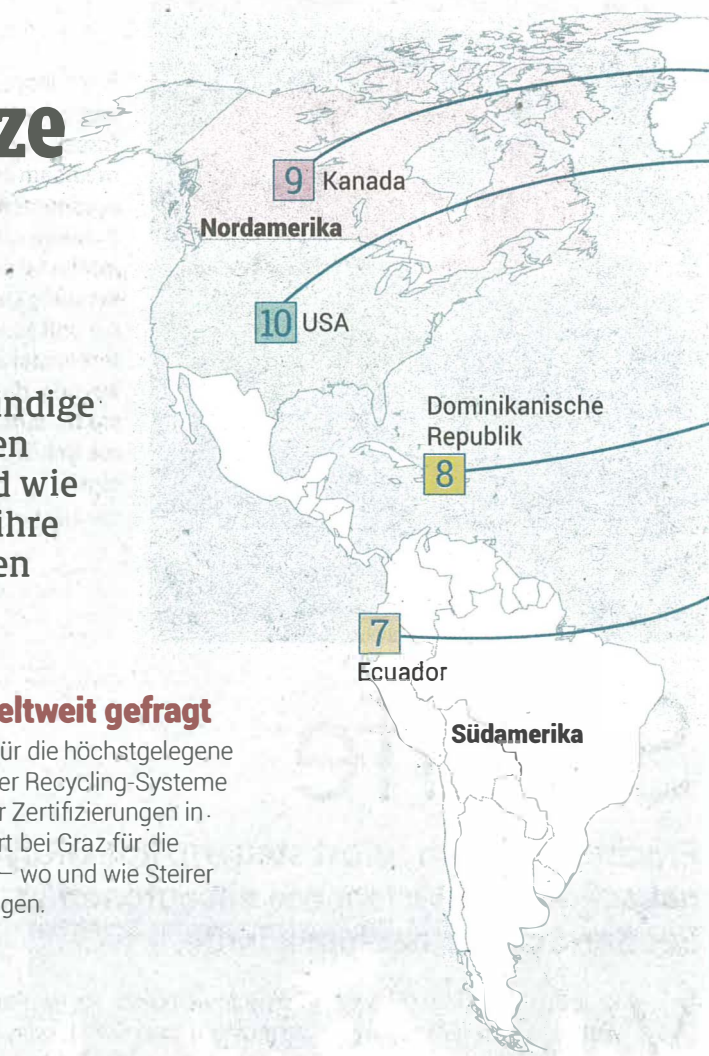 ze
ndige
en
d wie
ihre
en
eltweit gefragt
ür die höchstgelegene
er Recycling-Systeme
r Zertifizierungen in
rt bei Graz für die
– wo und wie Steirer
gen.
9 Kanada
Nordamerika
10 USA
Dominikanische
Republik
8
7
Ecuador
Südamerika